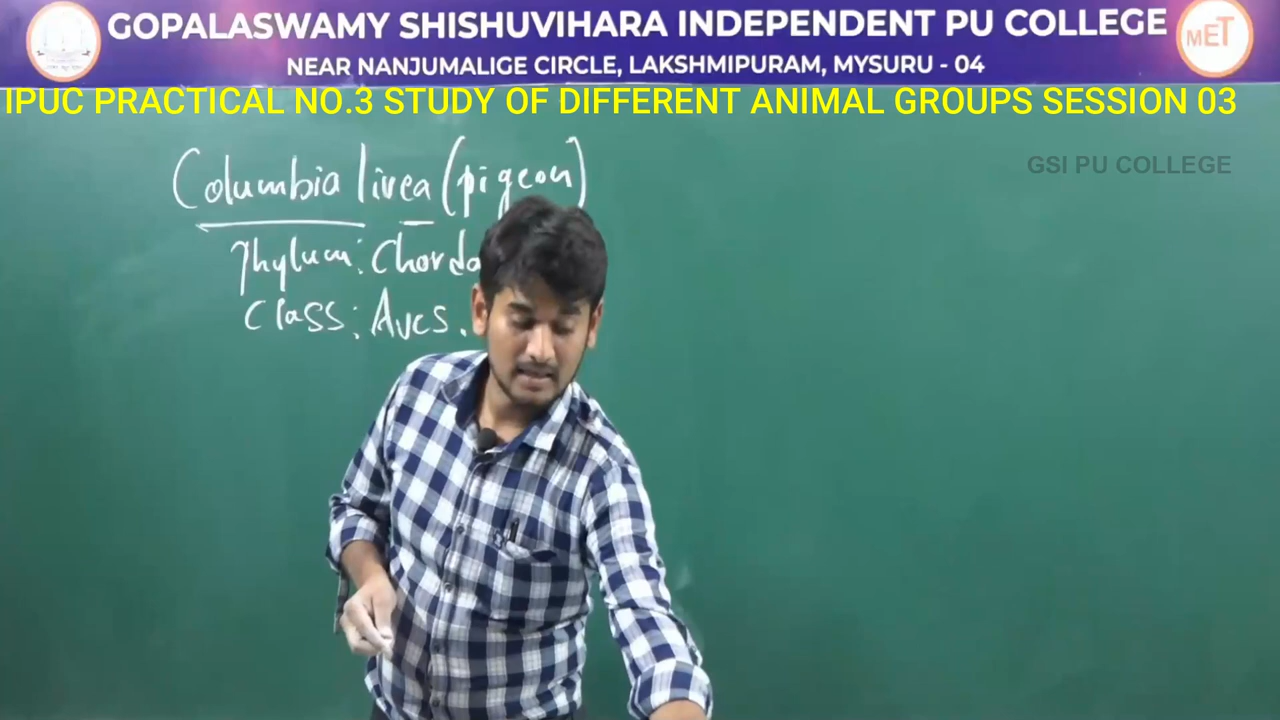 GOPALASWAMY SHISHUVIHARA INDEPENDENT PU COLLEGE
MET
NEAR NANJUMALIGE CIRCLE, LAKSHMIPURAM, MYSURU - 04
IPUC PRACTICAL NO.3 STUDY OF DIFFERENT ANIMAL GROUPS SESSION 03
GSI PU COLLEGE
Columbia livea (pigeon)
Phylum: Chorda
Class: Aves.